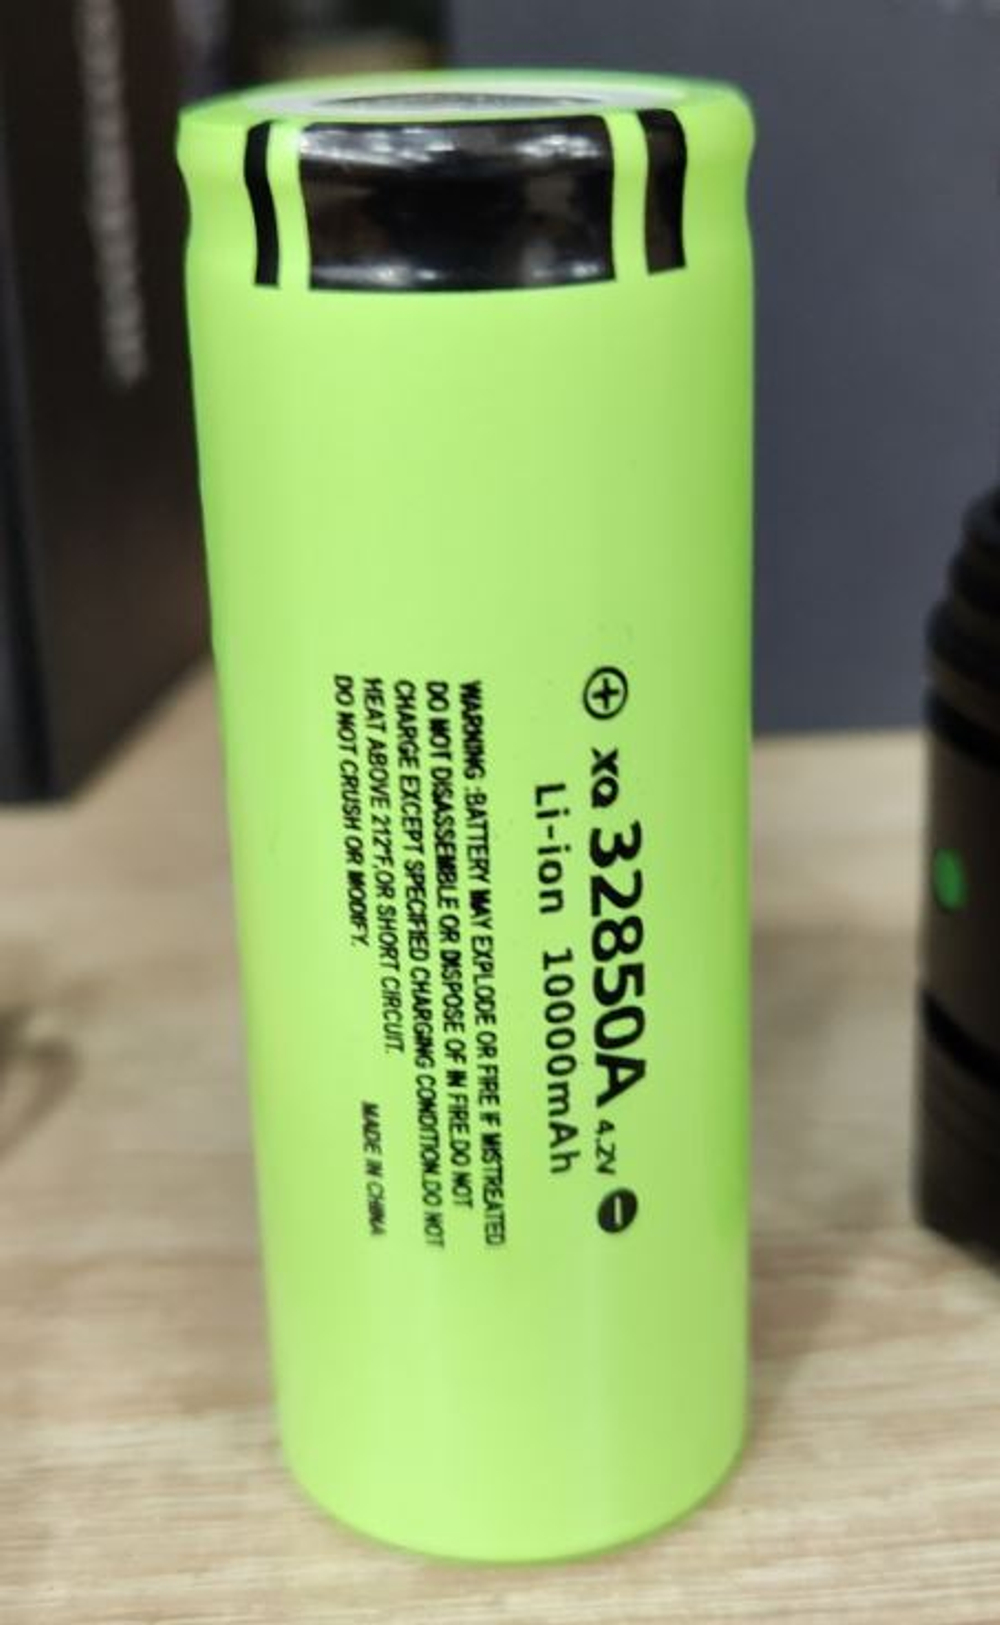 ⊕ XQ 32850A 4.2V ⊖
Li-ion 10000mAh
WARNING :BATTERY MAY EXPLODE OR FIRE IF MISTREATED
DO NOT DISASSEMBLE OR DISPOSE OF IN FIRE.DO NOT
CHARGE EXCEPT SPECIFIED CHARGING CONDITION.DO NOT
HEAT ABOVE 212°F,OR SHORT CIRCUIT.
DO NOT CRUSH OR MODIFY.
MADE IN CHINA